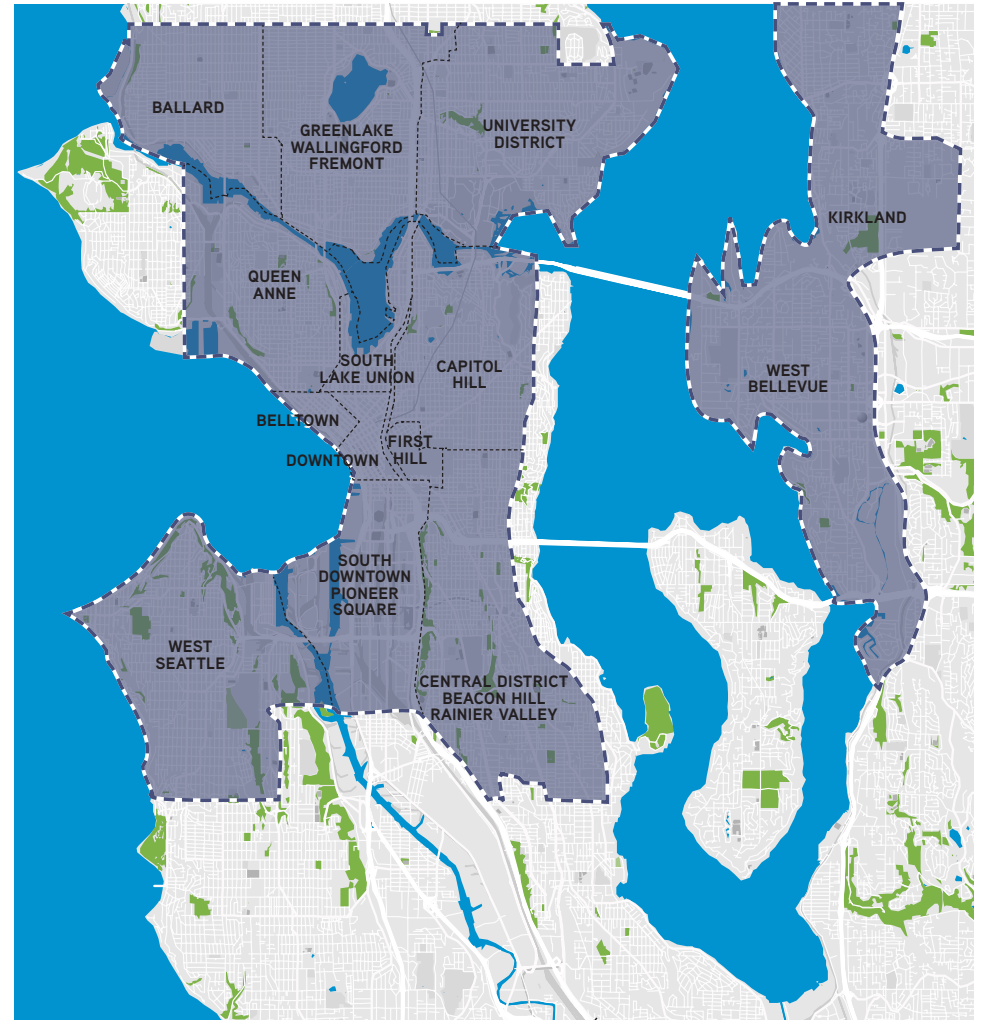 BALLARD
GREENLAKE
WALLINGFORD
FREMONT
UNIVERSITY
DISTRICT
KIRKLAND
QUEEN
ANNE
SOUTH
LAKE UNION
CAPITOL
HILL
WEST
BELLEVUE
BELLTOWN
FIRST
HILL
DOWNTOWN
SOUTH
DOWNTOWN
PIONEER
SQUARE
WEST
SEATTLE
CENTRAL DISTRICT
BEACON HILL
RAINIER VALLEY